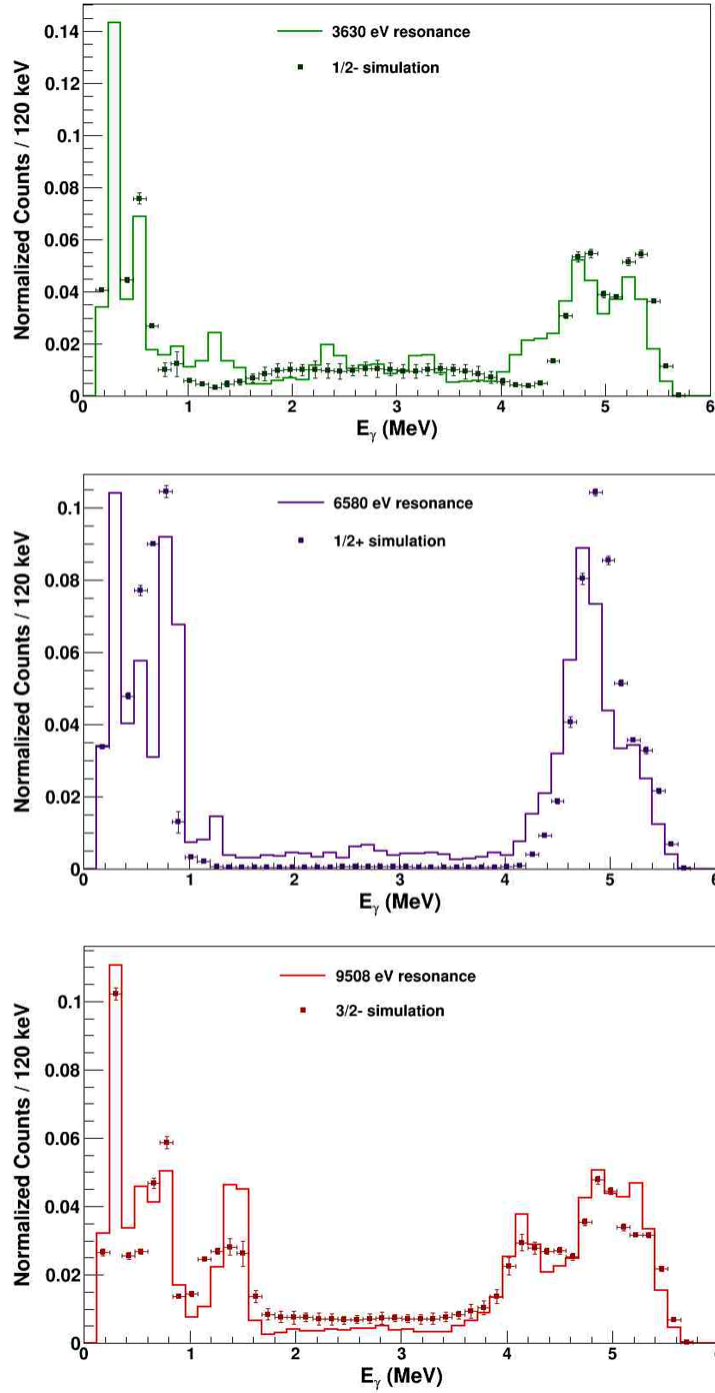 Normalized Counts / 120 keV
0.14
0.12
0.1
0.08
0.06
0.04
0.02
0
3630 eV resonance
1/2- simulation
0 1 2 3 4 5 6
Eγ (MeV)
Normalized Counts / 120 keV
0.1
0.08
0.06
0.04
0.02
0
6580 eV resonance
1/2+ simulation
0 1 2 3 4 5 6
Eγ (MeV)
Normalized Counts / 120 keV
0.1
0.08
0.06
0.04
0.02
0
9508 eV resonance
3/2- simulation
0 1 2 3 4 5 6
Eγ (MeV)